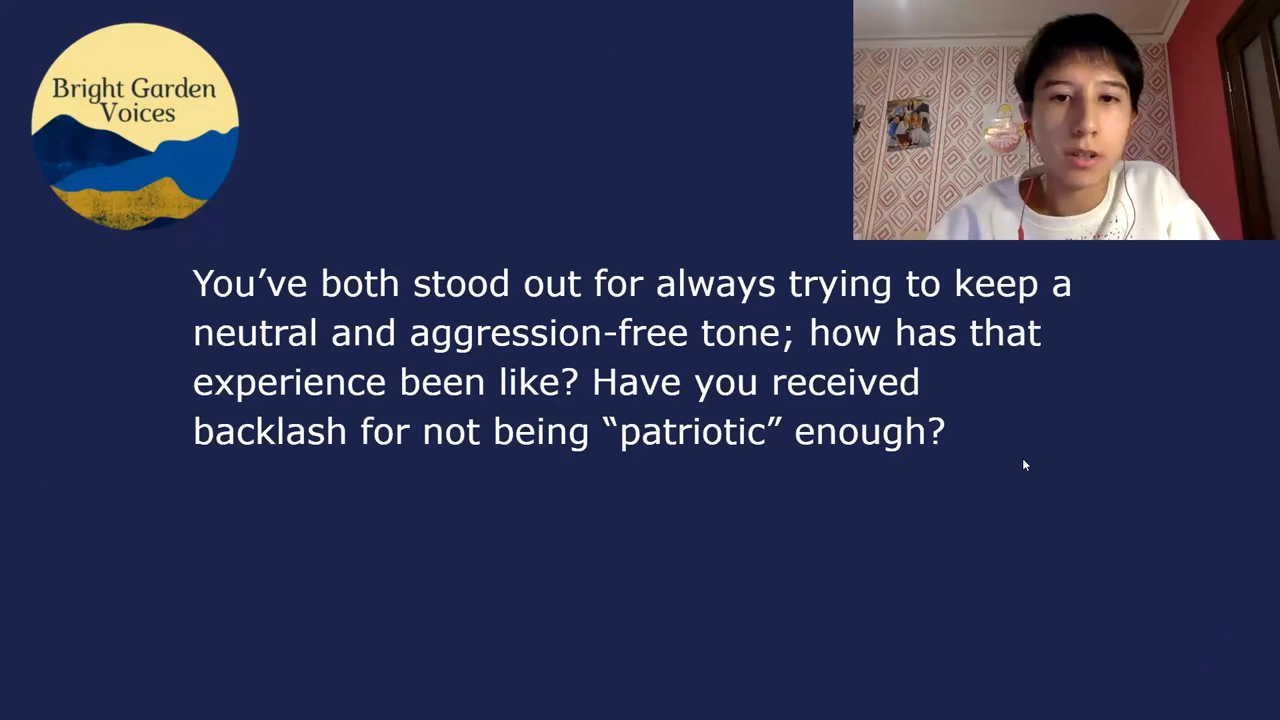 Bright Garden
Voices
You’ve both stood out for always trying to keep a
neutral and aggression-free tone; how has that
experience been like? Have you received
backlash for not being “patriotic” enough?